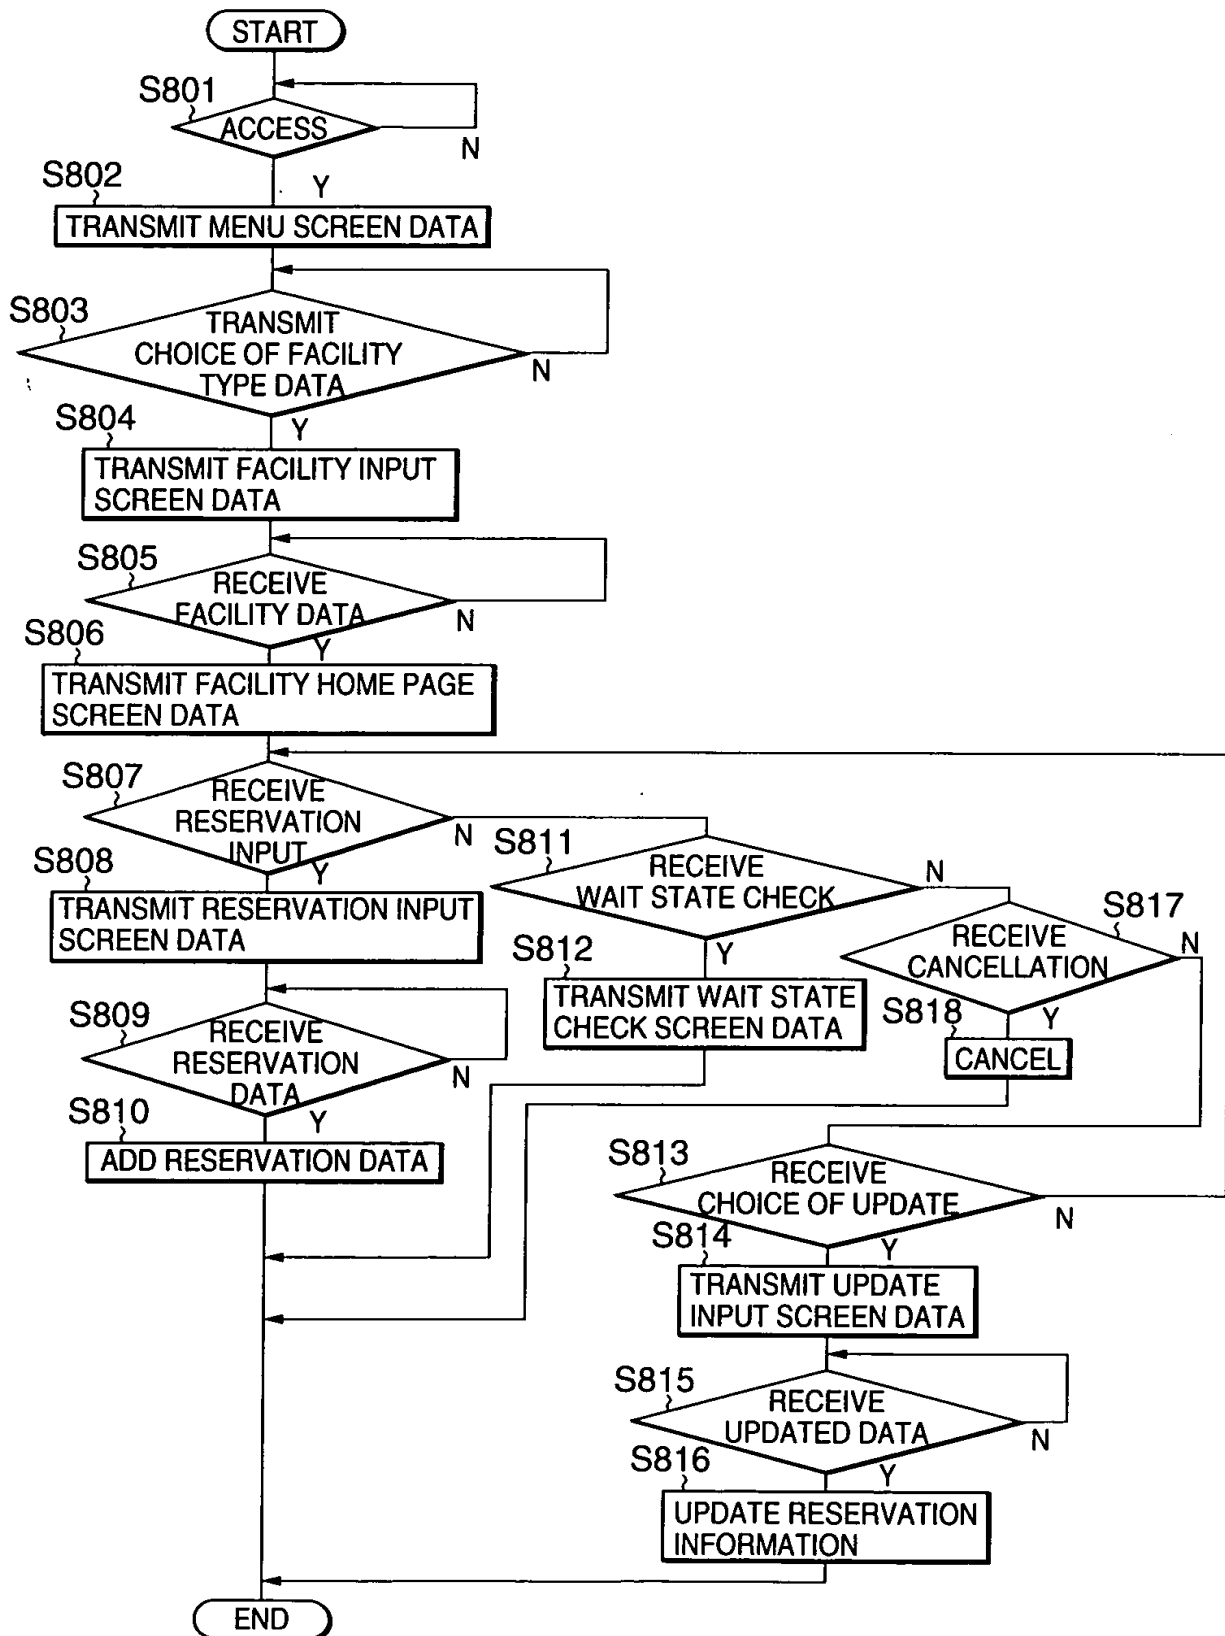 START
S801
ACCESS
N
Y
S802
TRANSMIT MENU SCREEN DATA
S803
TRANSMIT
CHOICE OF FACILITY
TYPE DATA
N
Y
S804
TRANSMIT FACILITY INPUT
SCREEN DATA
S805
RECEIVE
FACILITY DATA
N
Y
S806
TRANSMIT FACILITY HOME PAGE
SCREEN DATA
S807
RECEIVE
RESERVATION
INPUT
N
Y
S808
TRANSMIT RESERVATION INPUT
SCREEN DATA
S809
RECEIVE
RESERVATION
DATA
N
Y
S810
ADD RESERVATION DATA
S811
RECEIVE
WAIT STATE CHECK
N
Y
S812
TRANSMIT WAIT STATE
CHECK SCREEN DATA
S817
RECEIVE
CANCELLATION
N
Y
S818
CANCEL
S813
RECEIVE
CHOICE OF UPDATE
N
Y
S814
TRANSMIT UPDATE
INPUT SCREEN DATA
S815
RECEIVE
UPDATED DATA
N
Y
S816
UPDATE RESERVATION
INFORMATION
END